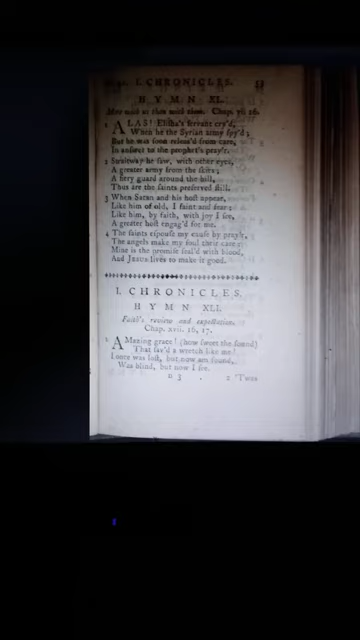 I. CHRONICLES. 53
H Y M N XL.
More with us than with them. Chap. vi. 16.
1 ALAS! Elisha's servant cry'd,
When he the Syrian army spy'd;
But he was soon releas'd from care,
In answer to the prophet's pray'r.
2 Straitway he saw, with other eyes,
A greater army from the skies;
A fiery guard around the hill,
Thus are the saints preserved still.
3 When Satan and his host appear,
Like him of old, I faint and fear:
Like him, by faith, with joy I see,
A greater host engag'd for me.
4 The saints espouse my cause by pray'r,
The angels make my soul their care:
Mine is the promise seal'd with blood,
And Jesus lives to make it good.
I. CHRONICLES.
H Y M N XLI.
Faith's review and expectation.
Chap. xvii. 16, 17.
1 AMazing grace! (how sweet the sound)
That sav'd a wretch like me!
I once was lost, but now am found,
Was blind, but now I see.
3
2 'Twas